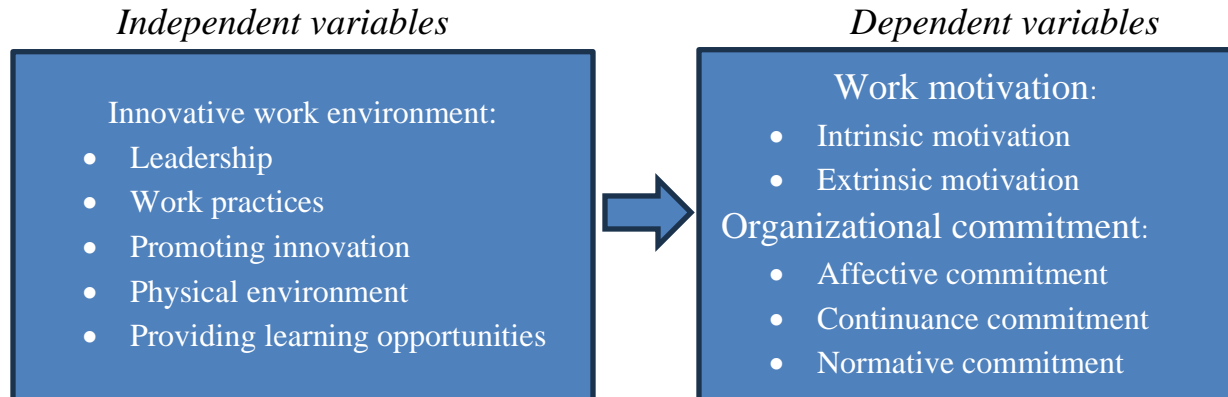 Independent variables
Innovative work environment:
• Leadership
• Work practices
• Promoting innovation
• Physical environment
• Providing learning opportunities
Dependent variables
Work motivation:
• Intrinsic motivation
• Extrinsic motivation
Organizational commitment:
• Affective commitment
• Continuance commitment
• Normative commitment